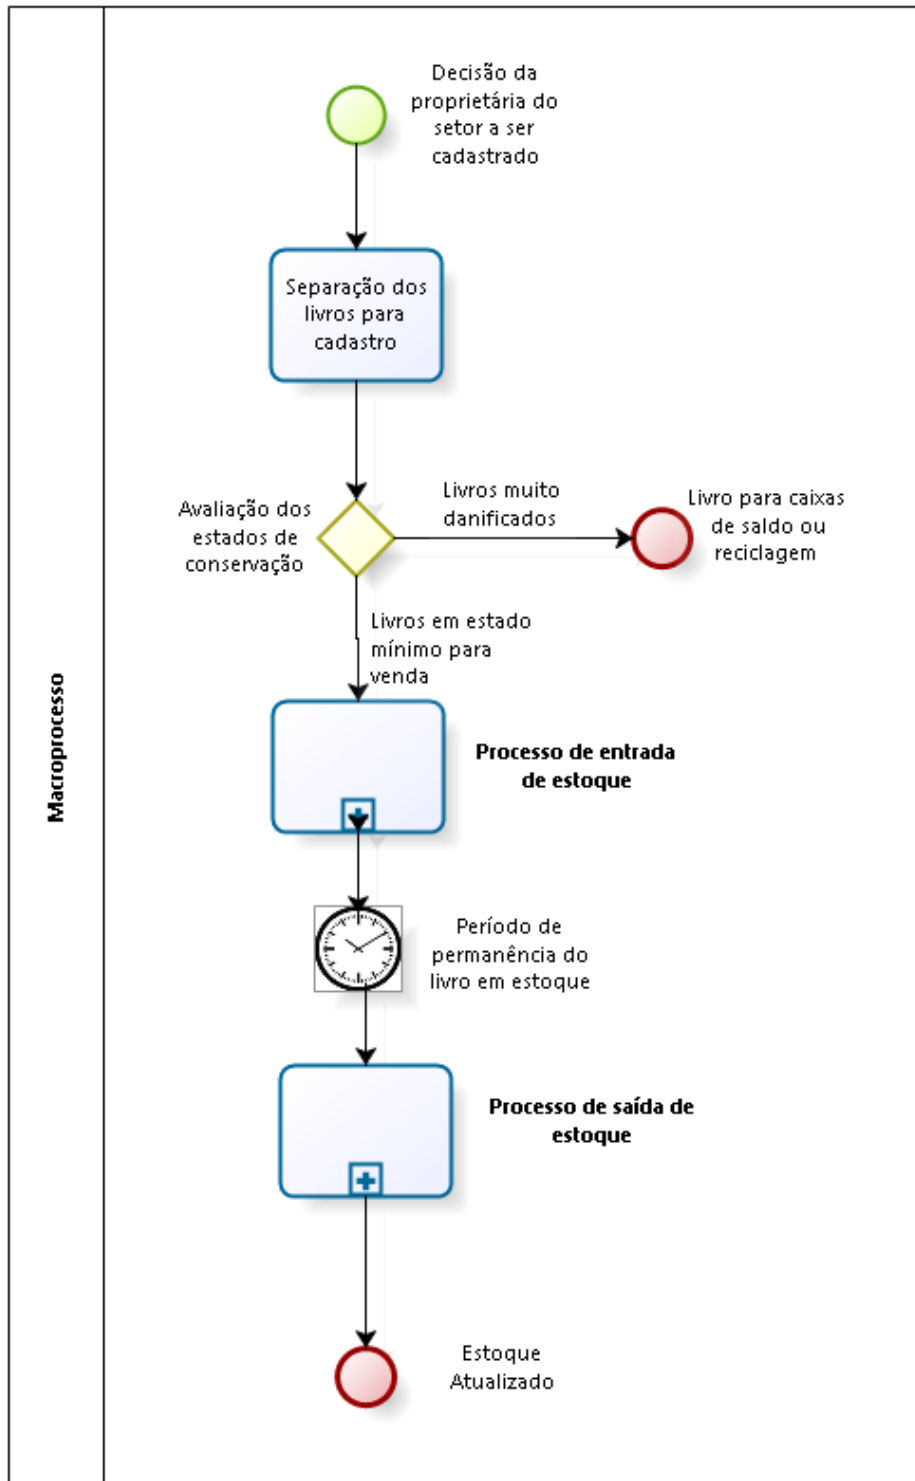 Decisão da
proprietária do
setor a ser
cadastrado
Separação dos
livros para
cadastro
Avaliação dos
estados de
conservação
Livros muito
danificados
Livro para caixas
de saldo ou
reciclagem
Livros em estado
mínimo para
venda
Macroprocesso
Processo de entrada
de estoque
Período de
permanência do
livro em estoque
Processo de saída de
estoque
Estoque
Atualizado